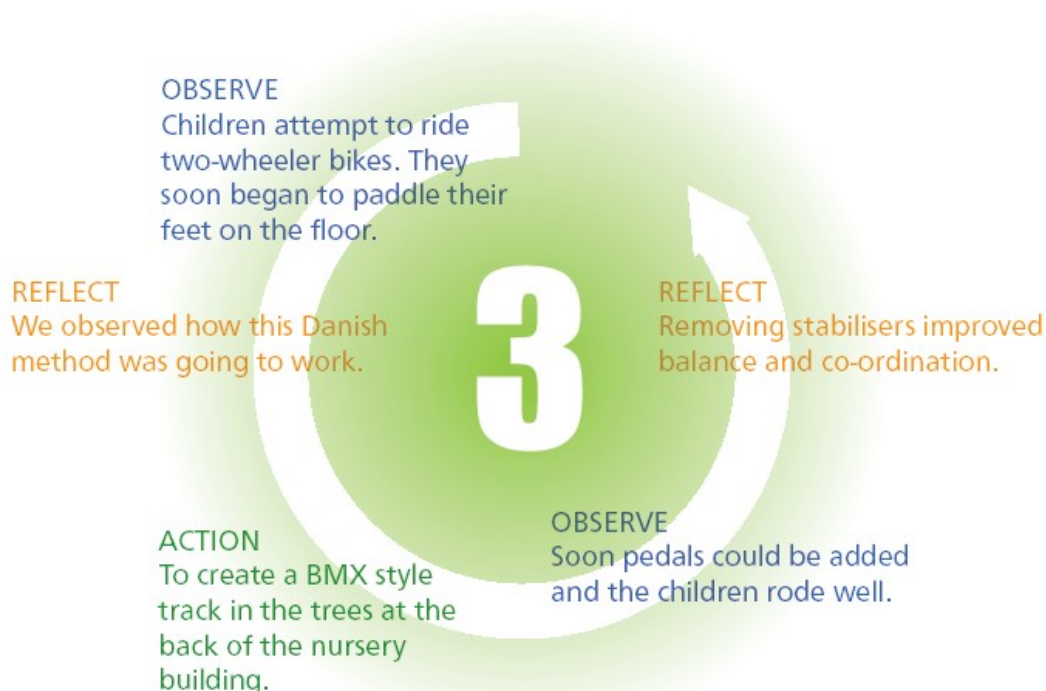 OBSERVE
Children attempt to ride
two-wheeler bikes. They
soon began to paddle their
feet on the floor.
REFLECT
We observed how this Danish
method was going to work.
3
REFLECT
Removing stabilisers improved
balance and co-ordination.
ACTION
To create a BMX style
track in the trees at the
back of the nursery
building.
OBSERVE
Soon pedals could be added
and the children rode well.